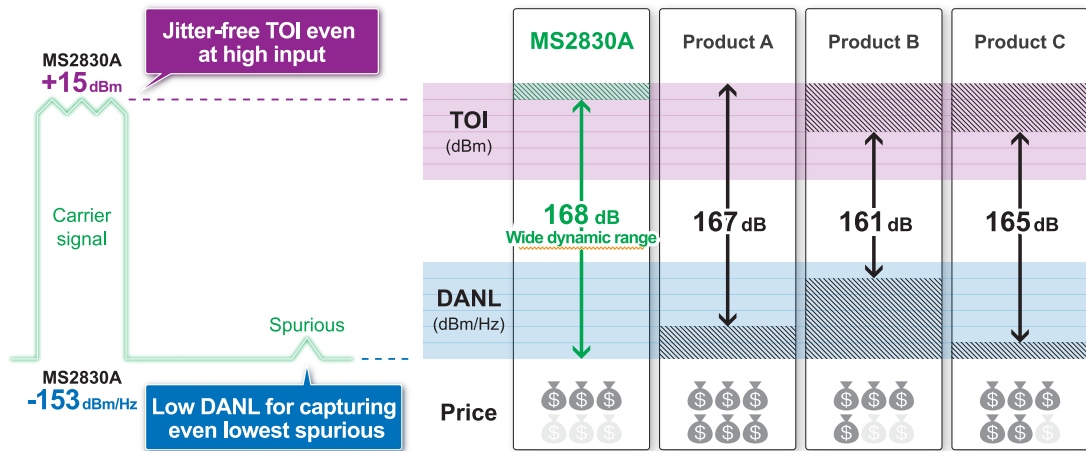 Jitter-free TOI even
at high input
MS2830A
+15 dBm
Carrier
signal
Spurious
MS2830A
-153 dBm/Hz
Low DANL for capturing
even lowest spurious
MS2830A
Product A
Product B
Product C
TOI
(dBm)
168 dB
Wide dynamic range
167 dB
161 dB
165 dB
DANL
(dBm/Hz)
Price
$ $ $ $ $ $ $ $ $ $ $ $
$ $ $ $ $ $ $ $ $ $ $ $